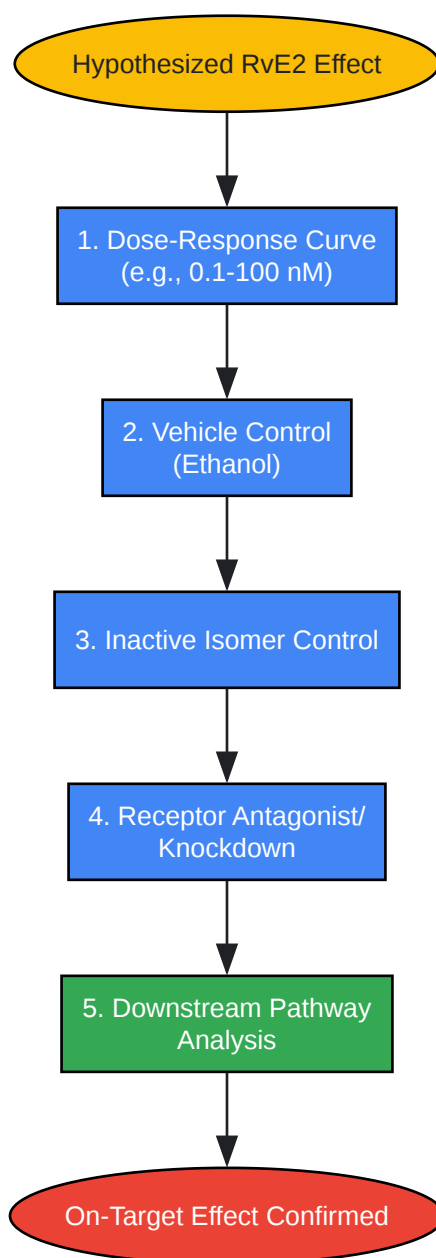 Hypothesized RvE2 Effect
1. Dose-Response Curve
(e.g., 0.1-100 nM)
2. Vehicle Control
(Ethanol)
3. Inactive Isomer Control
4. Receptor Antagonist/
Knockdown
5. Downstream Pathway
Analysis
On-Target Effect Confirmed